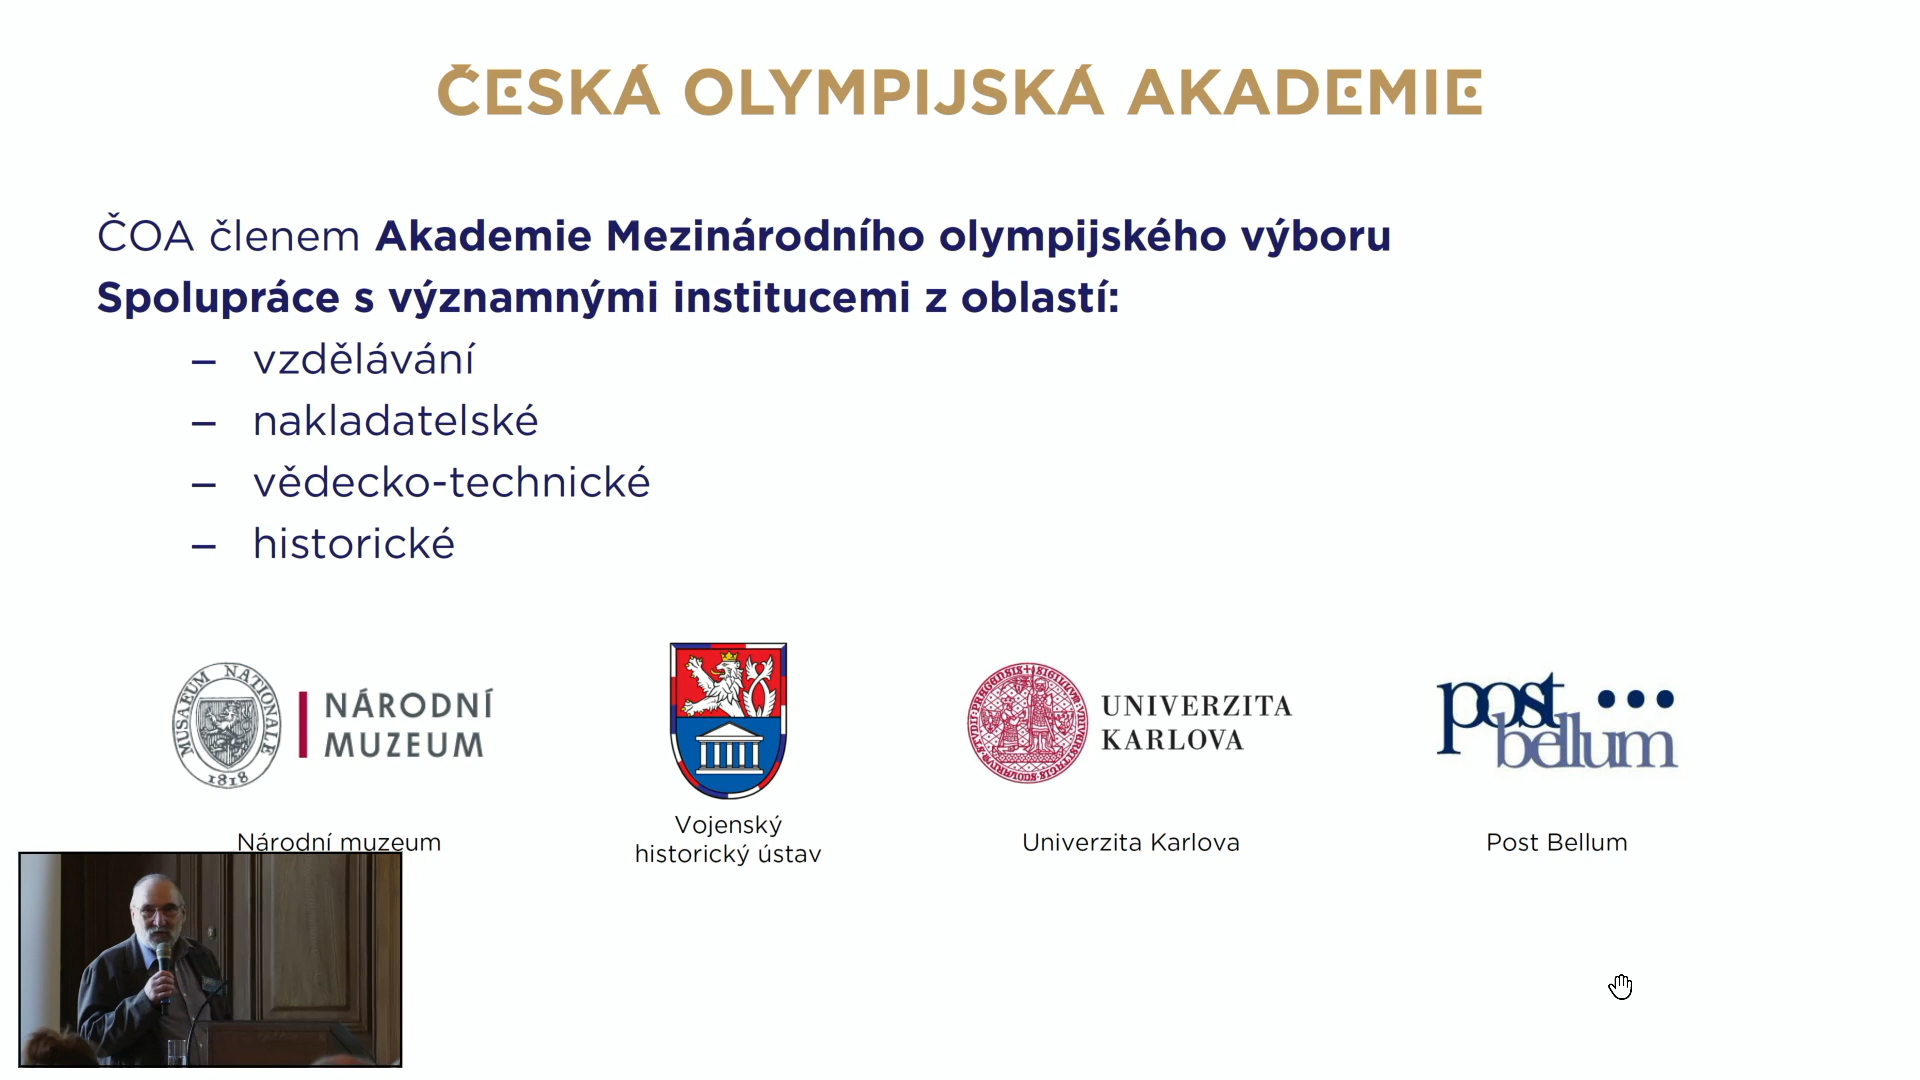 ČESKÁ OLYMPIJSKÁ AKADEMIE
ČOA členem Akademie Mezinárodního olympijského výboru
Spolupráce s významnými institucemi z oblastí:
– vzdělávání
– nakladatelské
– vědecko-technické
– historické
MUSAEUM NATIONALE
1818
NÁRODNÍ
MUZEUM
UNIVERZITA
KARLOVA
post
bellum
Národní muzeum
Vojenský
historický ústav
Univerzita Karlova
Post Bellum